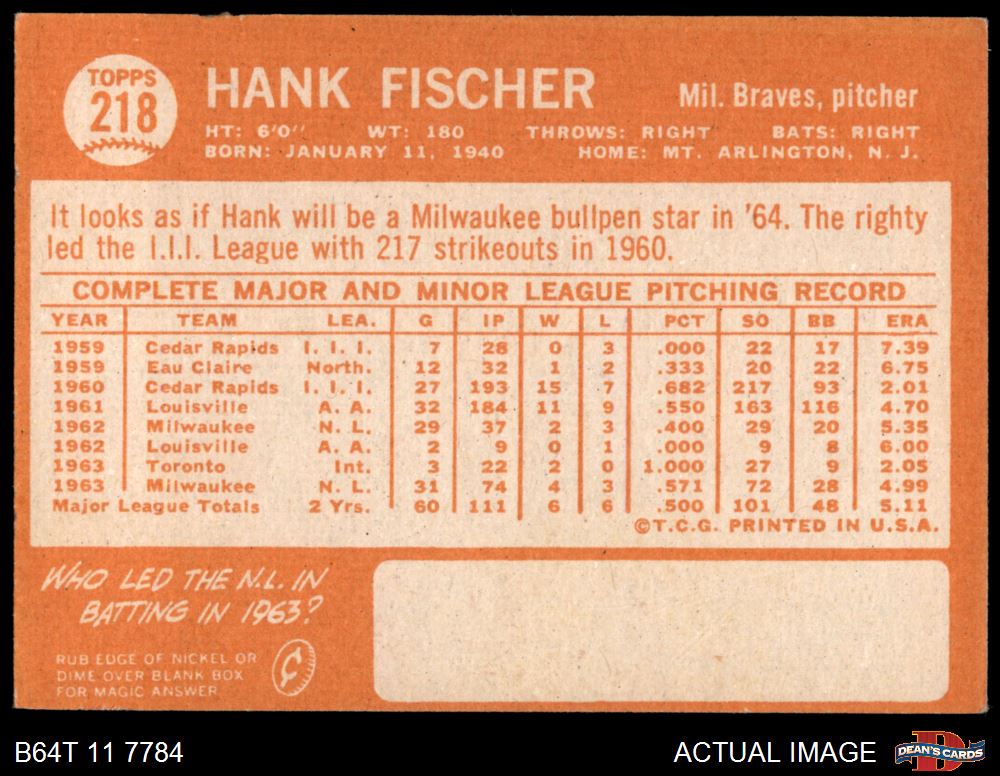 TOPPS
218
HANK FISCHER
Mil. Braves, pitcher
HT: 6'0" WT: 180 THROWS: RIGHT BATS: RIGHT
BORN: JANUARY 11, 1940 HOME: MT. ARLINGTON, N. J.
It looks as if Hank will be a Milwaukee bullpen star in '64. The righty
led the I.I.I. League with 217 strikeouts in 1960.
COMPLETE MAJOR AND MINOR LEAGUE PITCHING RECORD
YEAR TEAM LEA. G IP W L PCT SO BB ERA
1959 Cedar Rapids I. I. I. 7 28 0 3 .000 22 17 7.39
1959 Eau Claire North. 12 32 1 2 .333 20 22 6.75
1960 Cedar Rapids I. I. I. 27 193 15 7 .682 217 93 2.01
1961 Louisville A. A. 32 184 11 9 .550 163 116 4.70
1962 Milwaukee N. L. 29 37 2 3 .400 29 20 5.35
1962 Louisville A. A. 2 9 0 1 .000 9 8 6.00
1963 Toronto Int. 3 22 2 0 1.000 27 9 2.05
1963 Milwaukee N. L. 31 74 4 3 .571 72 28 4.99
Major League Totals 2 Yrs. 60 111 6 6 .500 101 48 5.11
©T.C.G. PRINTED IN U.S.A.
WHO LED THE N.L. IN
BATTING IN 1963?
RUB EDGE OF NICKEL OR
DIME OVER BLANK BOX
FOR MAGIC ANSWER
¢
B64T 11 7784
ACTUAL IMAGE
D
DEAN'S CARDS